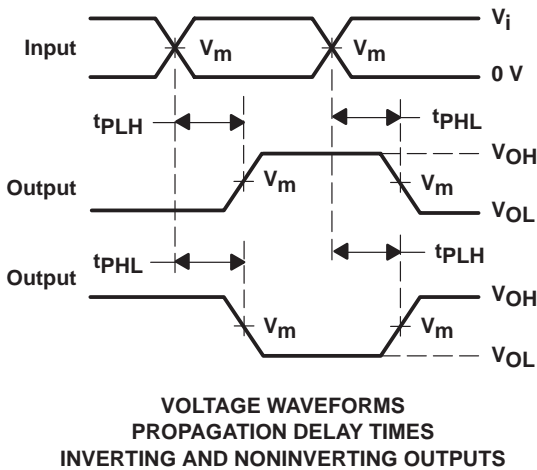 Vi
Input
Vm
Vm
0 V
tPLH
tPHL
VOH
Output
Vm
Vm
VOL
tPHL
tPLH
Output
VOH
Vm
Vm
VOL
VOLTAGE WAVEFORMS
PROPAGATION DELAY TIMES
INVERTING AND NONINVERTING OUTPUTS